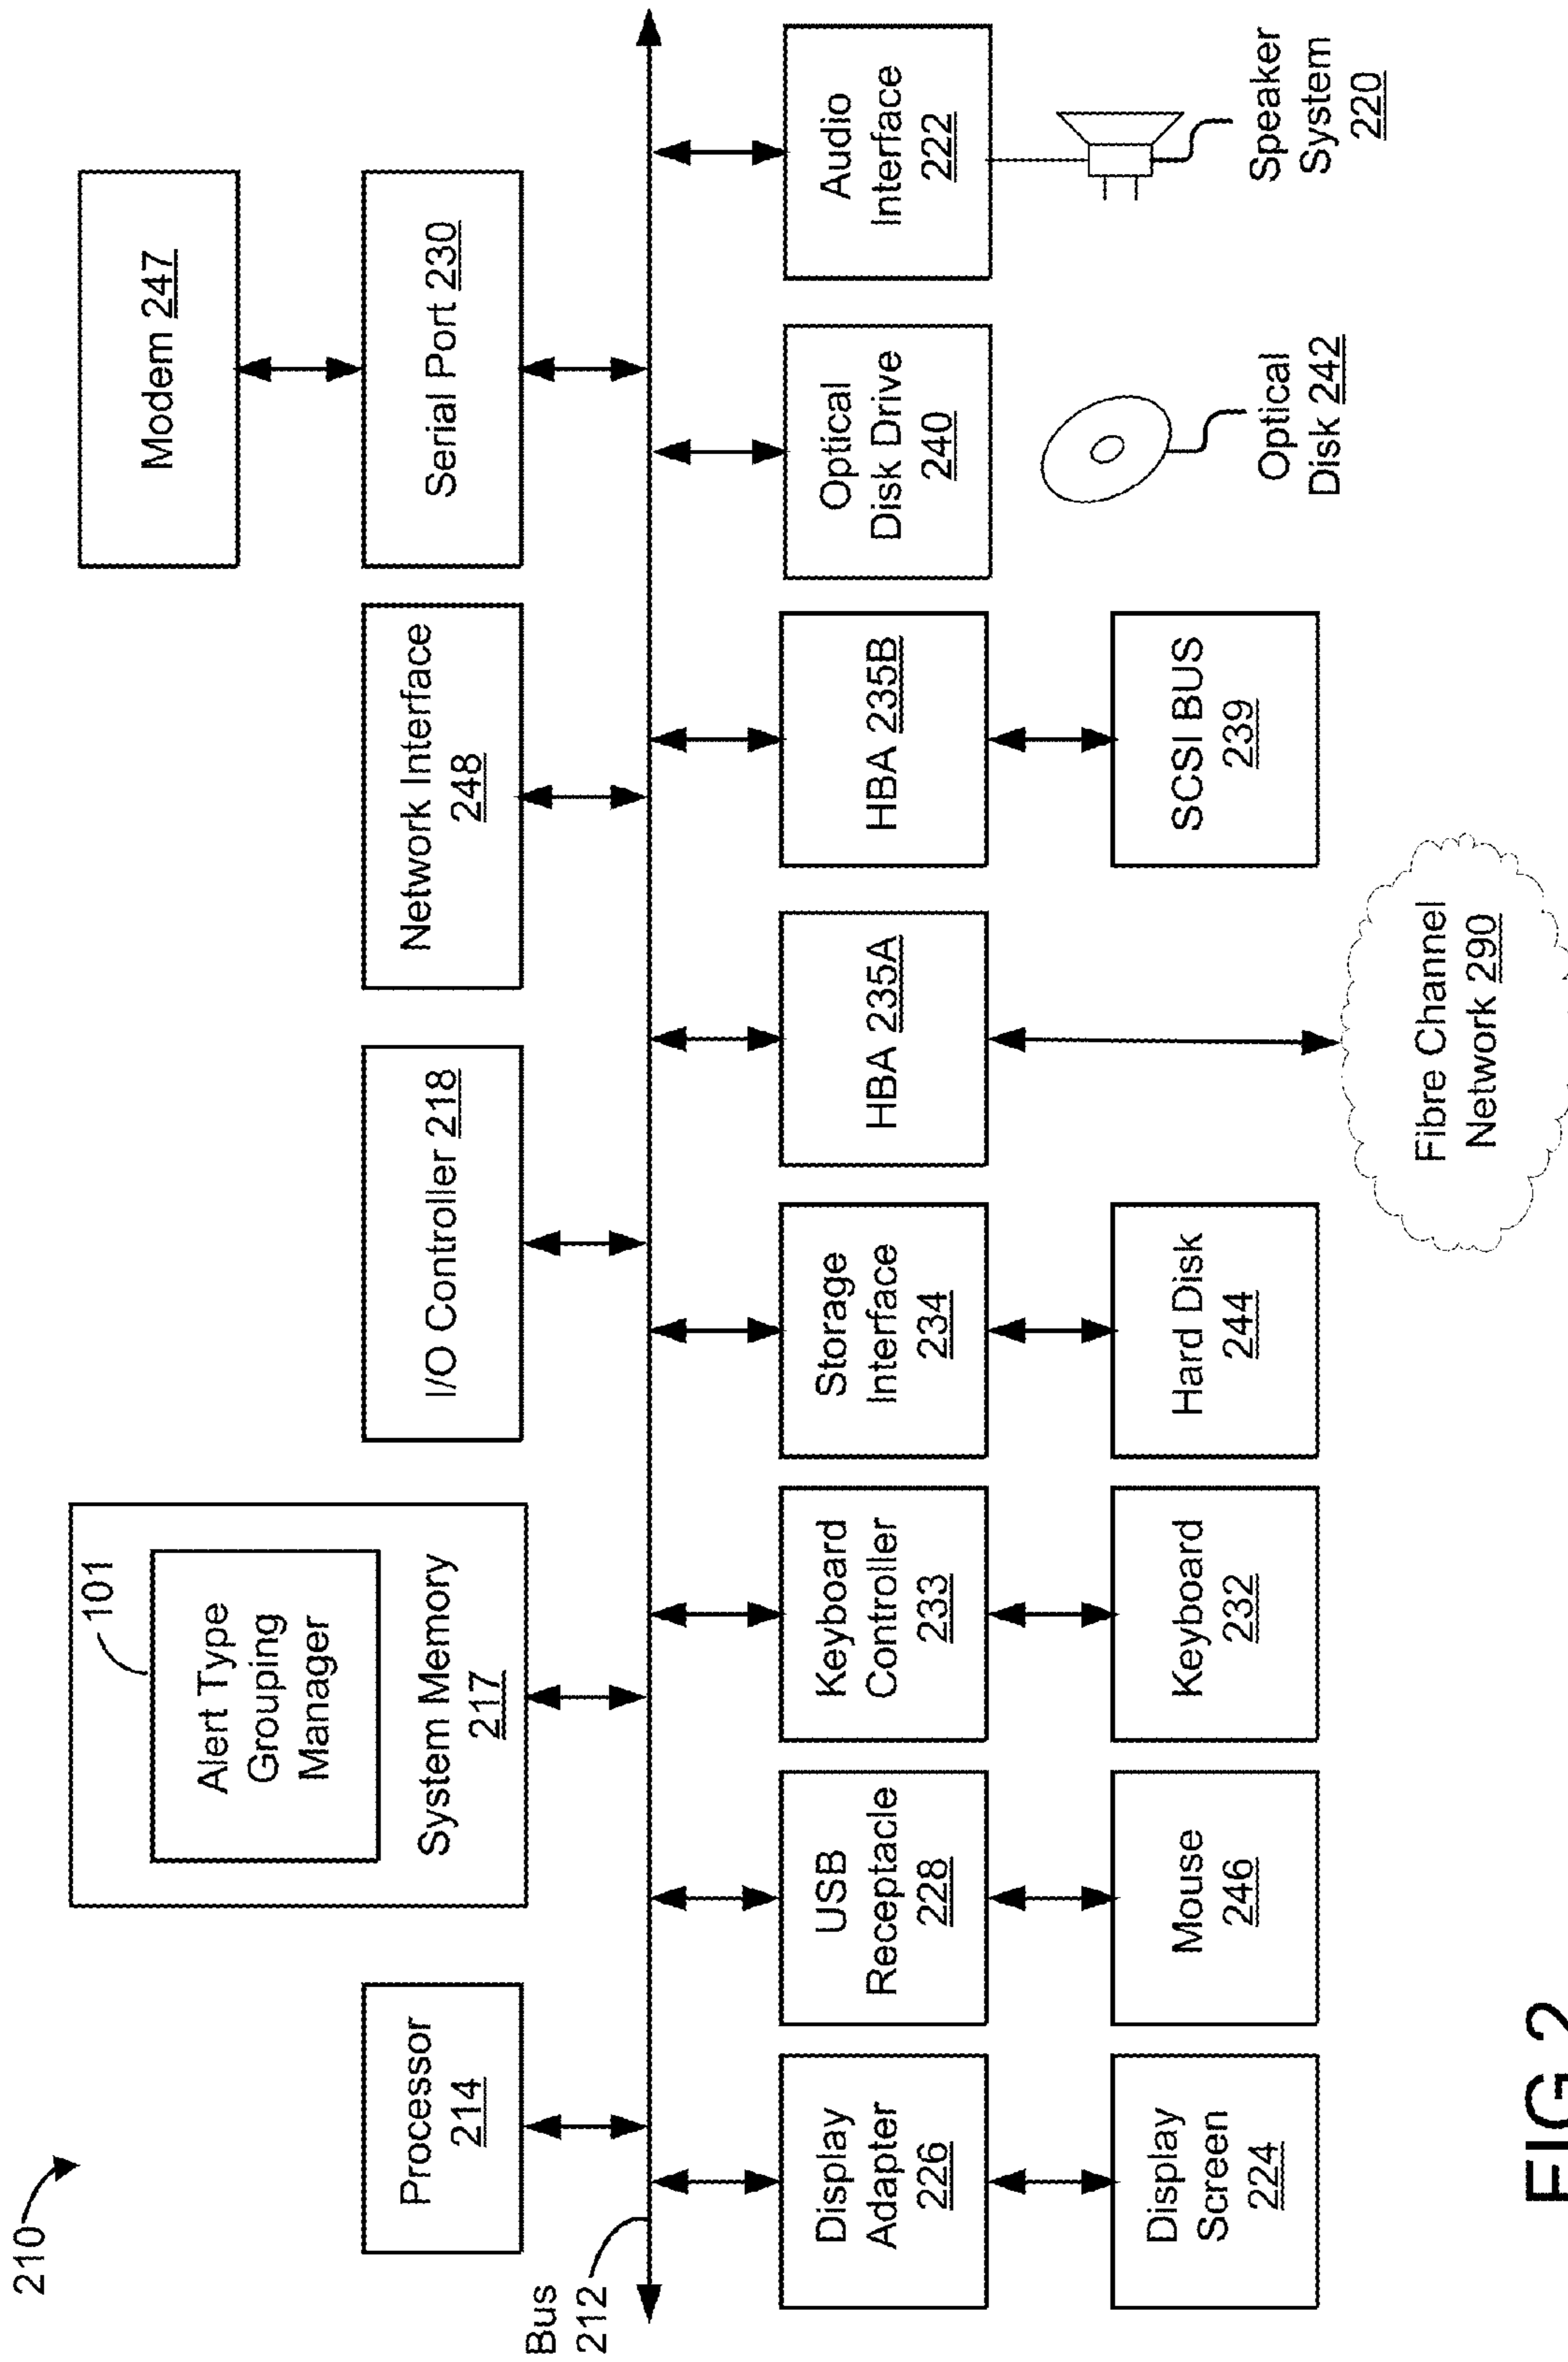 210
Modem 247
101
Alert Type
Grouping
Manager
System Memory
217
Processor
214
I/O Controller 218
Network Interface
248
Serial Port 230
Bus
212
Display
Adapter
226
USB
Receptacle
228
Keyboard
Controller
233
Storage
Interface
234
HBA 235A
HBA 235B
Optical
Disk Drive
240
Audio
Interface
222
Display
Screen
224
Mouse
246
Keyboard
232
Hard Disk
244
SCSI BUS
239
Optical
Disk 242
Speaker
System
220
Fibre Channel
Network 290
FIG 2